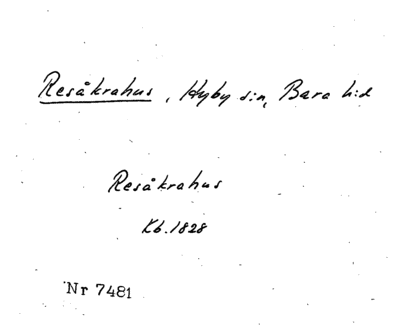 Resåkrahus, Hyby s:n, Bara h:d
Resåkrahus
Kb. 1828
Nr 7481